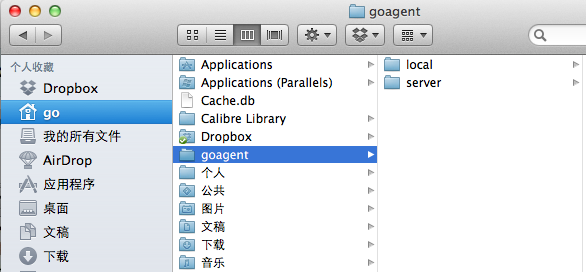 goagent
个人收藏
Dropbox
go
我的所有文件
AirDrop
应用程序
桌面
文稿
下载
Applications
Applications (Parallels)
Cache.db
Calibre Library
Dropbox
goagent
个人
公共
图片
文稿
下载
音乐
local
server